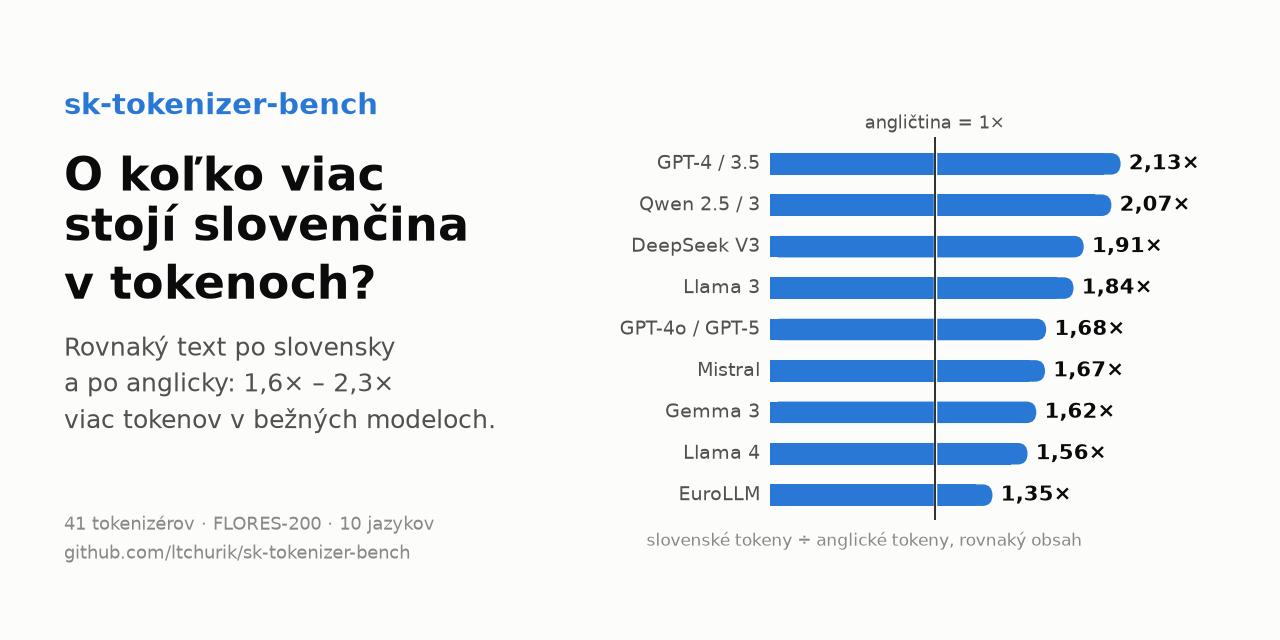 sk-tokenizer-bench
O koľko viac
stojí slovenčina
v tokenoch?
Rovnaký text po slovensky
a po anglicky: 1,6× – 2,3×
viac tokenov v bežných modeloch.
41 tokenizérov · FLORES-200 · 10 jazykov
github.com/ltchurik/sk-tokenizer-bench
angličtina = 1×
GPT-4 / 3.5 2,13×
Qwen 2.5 / 3 2,07×
DeepSeek V3 1,91×
Llama 3 1,84×
GPT-4o / GPT-5 1,68×
Mistral 1,67×
Gemma 3 1,62×
Llama 4 1,56×
EuroLLM 1,35×
slovenské tokeny ÷ anglické tokeny, rovnaký obsah